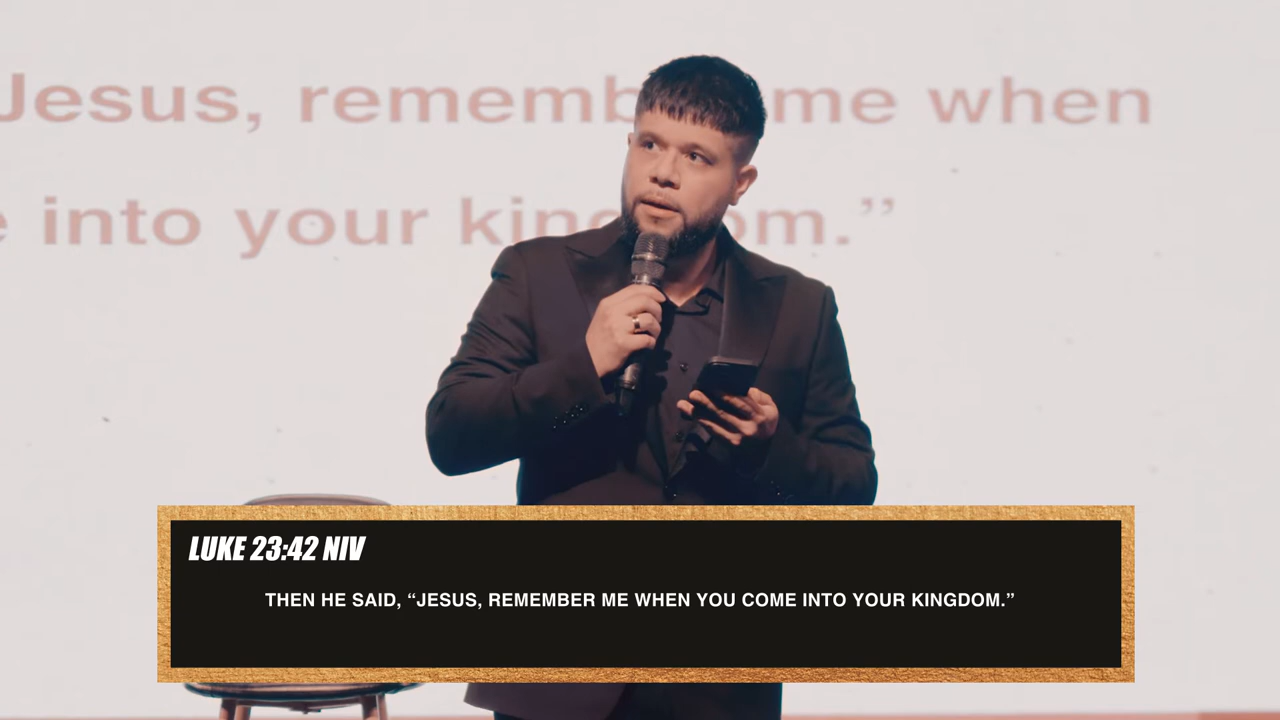 Jesus, rememb me when
into your kin om.”
LUKE 23:42 NIV
THEN HE SAID, “JESUS, REMEMBER ME WHEN YOU COME INTO YOUR KINGDOM.”